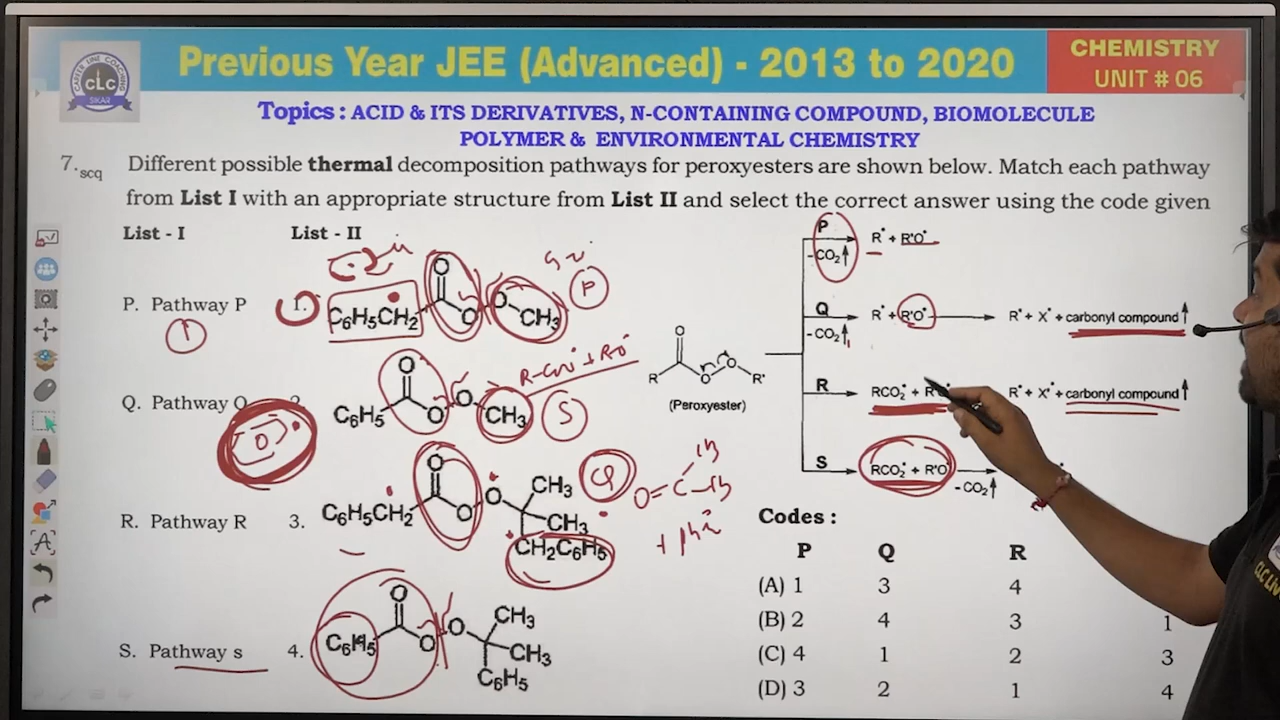 Previous Year JEE (Advanced) - 2013 to 2020
CHEMISTRY
UNIT # 06
CLC
SIKAR
Topics : ACID & ITS DERIVATIVES, N-CONTAINING COMPOUND, BIOMOLECULE
POLYMER & ENVIRONMENTAL CHEMISTRY
7. scq Different possible thermal decomposition pathways for peroxyesters are shown below. Match each pathway
from List I with an appropriate structure from List II and select the correct answer using the code given
List - I List - II
P. Pathway P 1. C6H5CH2 O O O CH3
P
1
Q. Pathway Q
C6H5 O O O CH3
S
R. Pathway R 3. C6H5CH2 O O O CH3
CH3
CH2C6H5
S. Pathway s 4. C6H5 O O O CH3
CH3
C6H5
R O O O R'
(Peroxyester)
P -CO2↑ R• + R'O•
Q -CO2↑ R• + R'O• → R• + X• + carbonyl compound↑
R RCO2• + R' R• + X• + carbonyl compound↑
S RCO2• + R'O• -CO2↑
Codes :
P Q R
(A) 1 3 4
(B) 2 4 3 1
(C) 4 1 2 3
(D) 3 2 1 4